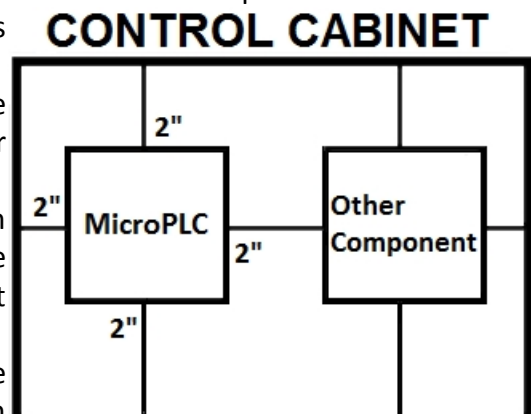 CONTROL CABINET
2"
2"
MicroPLC
2"
2"
Other
Component